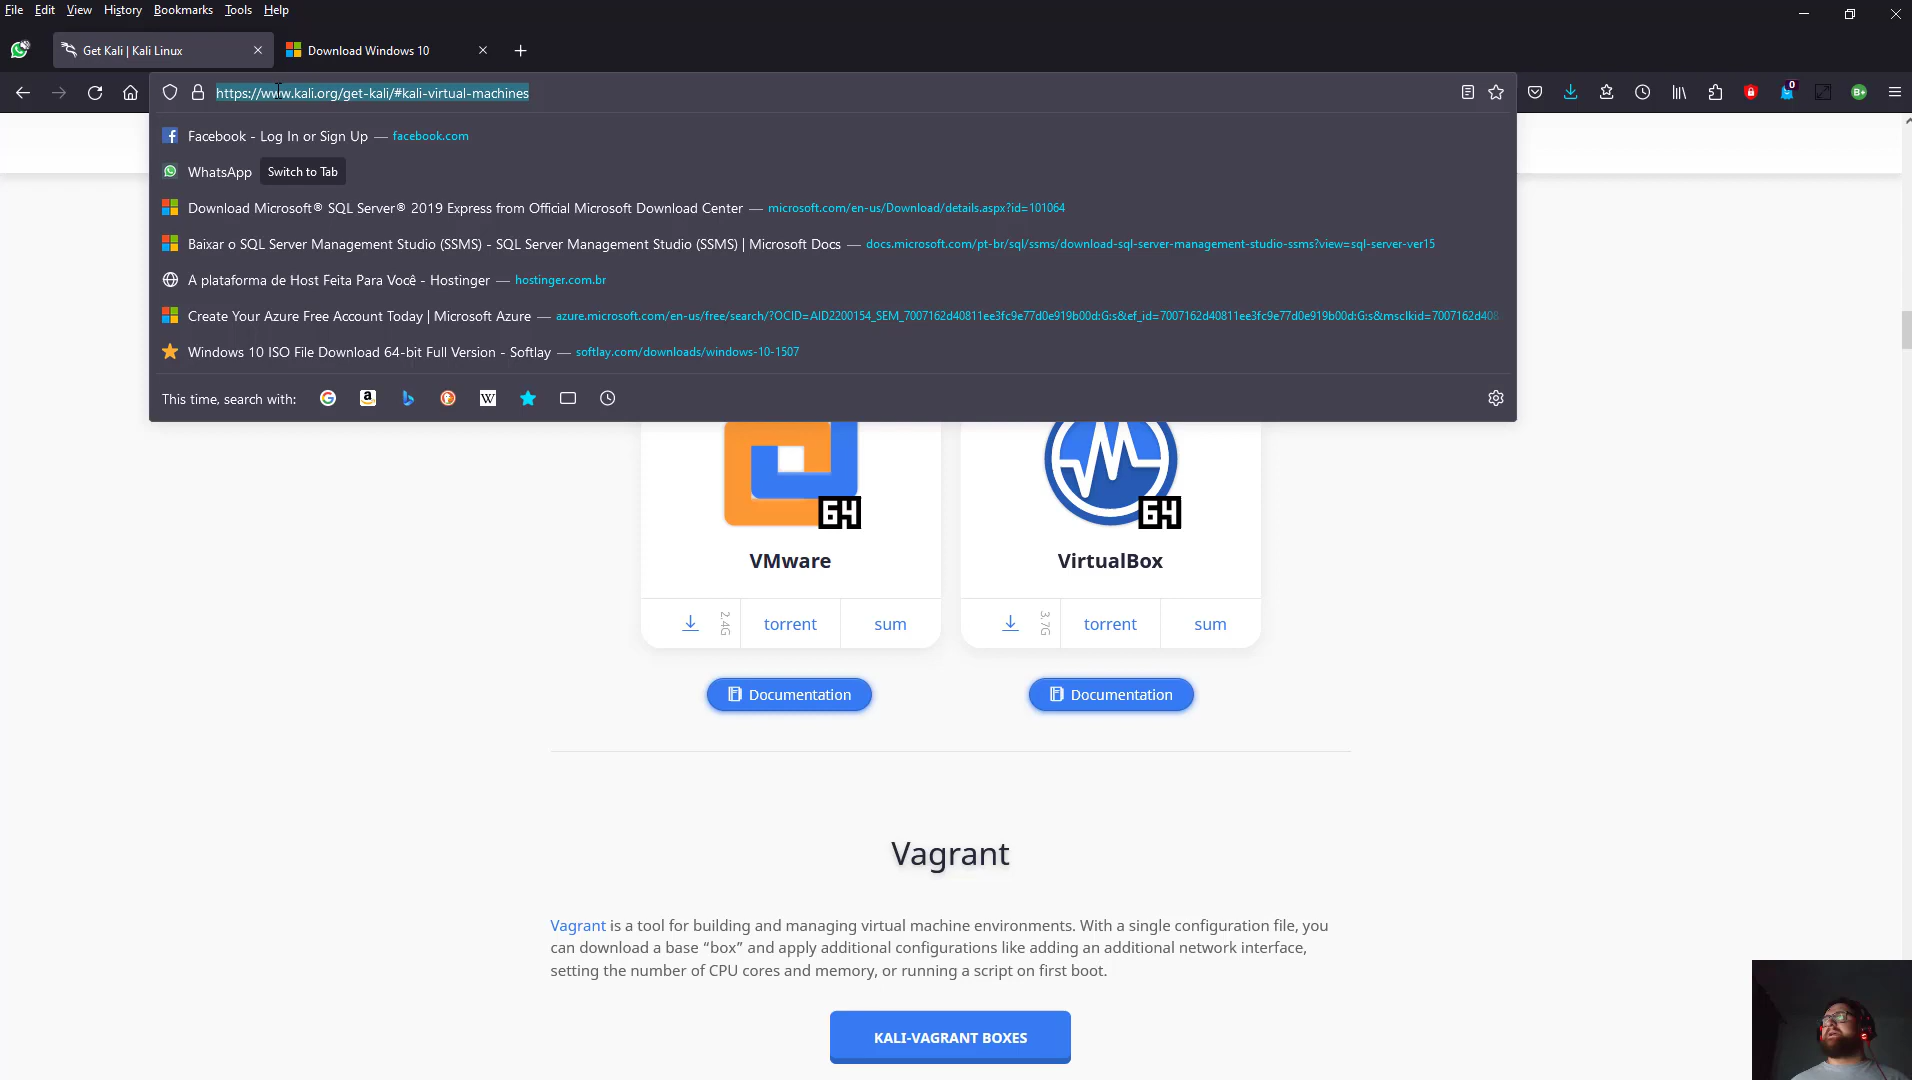 File Edit View History Bookmarks Tools Help
Get Kali | Kali Linux
Download Windows 10
https://www.kali.org/get-kali/#kali-virtual-machines
0
B+
Facebook - Log In or Sign Up — facebook.com
WhatsApp Switch to Tab
Download Microsoft® SQL Server® 2019 Express from Official Microsoft Download Center — microsoft.com/en-us/Download/details.aspx?id=101064
Baixar o SQL Server Management Studio (SSMS) - SQL Server Management Studio (SSMS) | Microsoft Docs — docs.microsoft.com/pt-br/sql/ssms/download-sql-server-management-studio-ssms?view=sql-server-ver15
A plataforma de Host Feita Para Você - Hostinger — hostinger.com.br
Create Your Azure Free Account Today | Microsoft Azure — azure.microsoft.com/en-us/free/search/?OCID=AID2200154_SEM_7007162d40811ee3fc9e77d0e919b00d:G:s&ef_id=7007162d40811ee3fc9e77d0e919b00d:G:s&msclkid=7007162d408
Windows 10 ISO File Download 64-bit Full Version - Softlay — softlay.com/downloads/windows-10-1507
This time, search with:
64
64
VMware
VirtualBox
2.4G torrent sum
3.7G torrent sum
Documentation
Documentation
Vagrant
Vagrant is a tool for building and managing virtual machine environments. With a single configuration file, you
can download a base “box” and apply additional configurations like adding an additional network interface,
setting the number of CPU cores and memory, or running a script on first boot.
KALI-VAGRANT BOXES